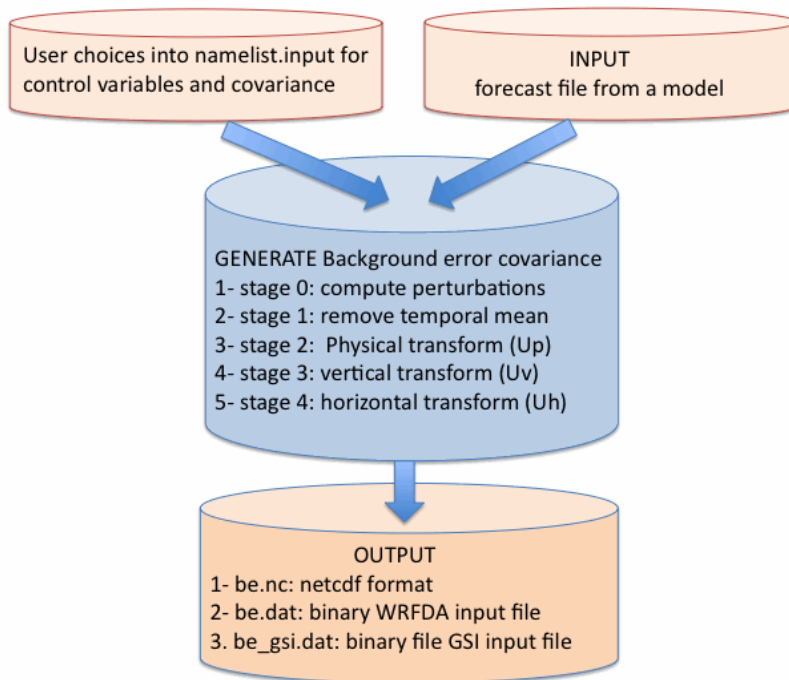 User choices into namelist.input for
control variables and covariance
INPUT
forecast file from a model
GENERATE Background error covariance
1- stage 0: compute perturbations
2- stage 1: remove temporal mean
3- stage 2:  Physical transform (Up)
4- stage 3: vertical transform (Uv)
5- stage 4: horizontal transform (Uh)
OUTPUT
1- be.nc: netcdf format
2- be.dat: binary WRFDA input file
3. be_gsi.dat: binary file GSI input file